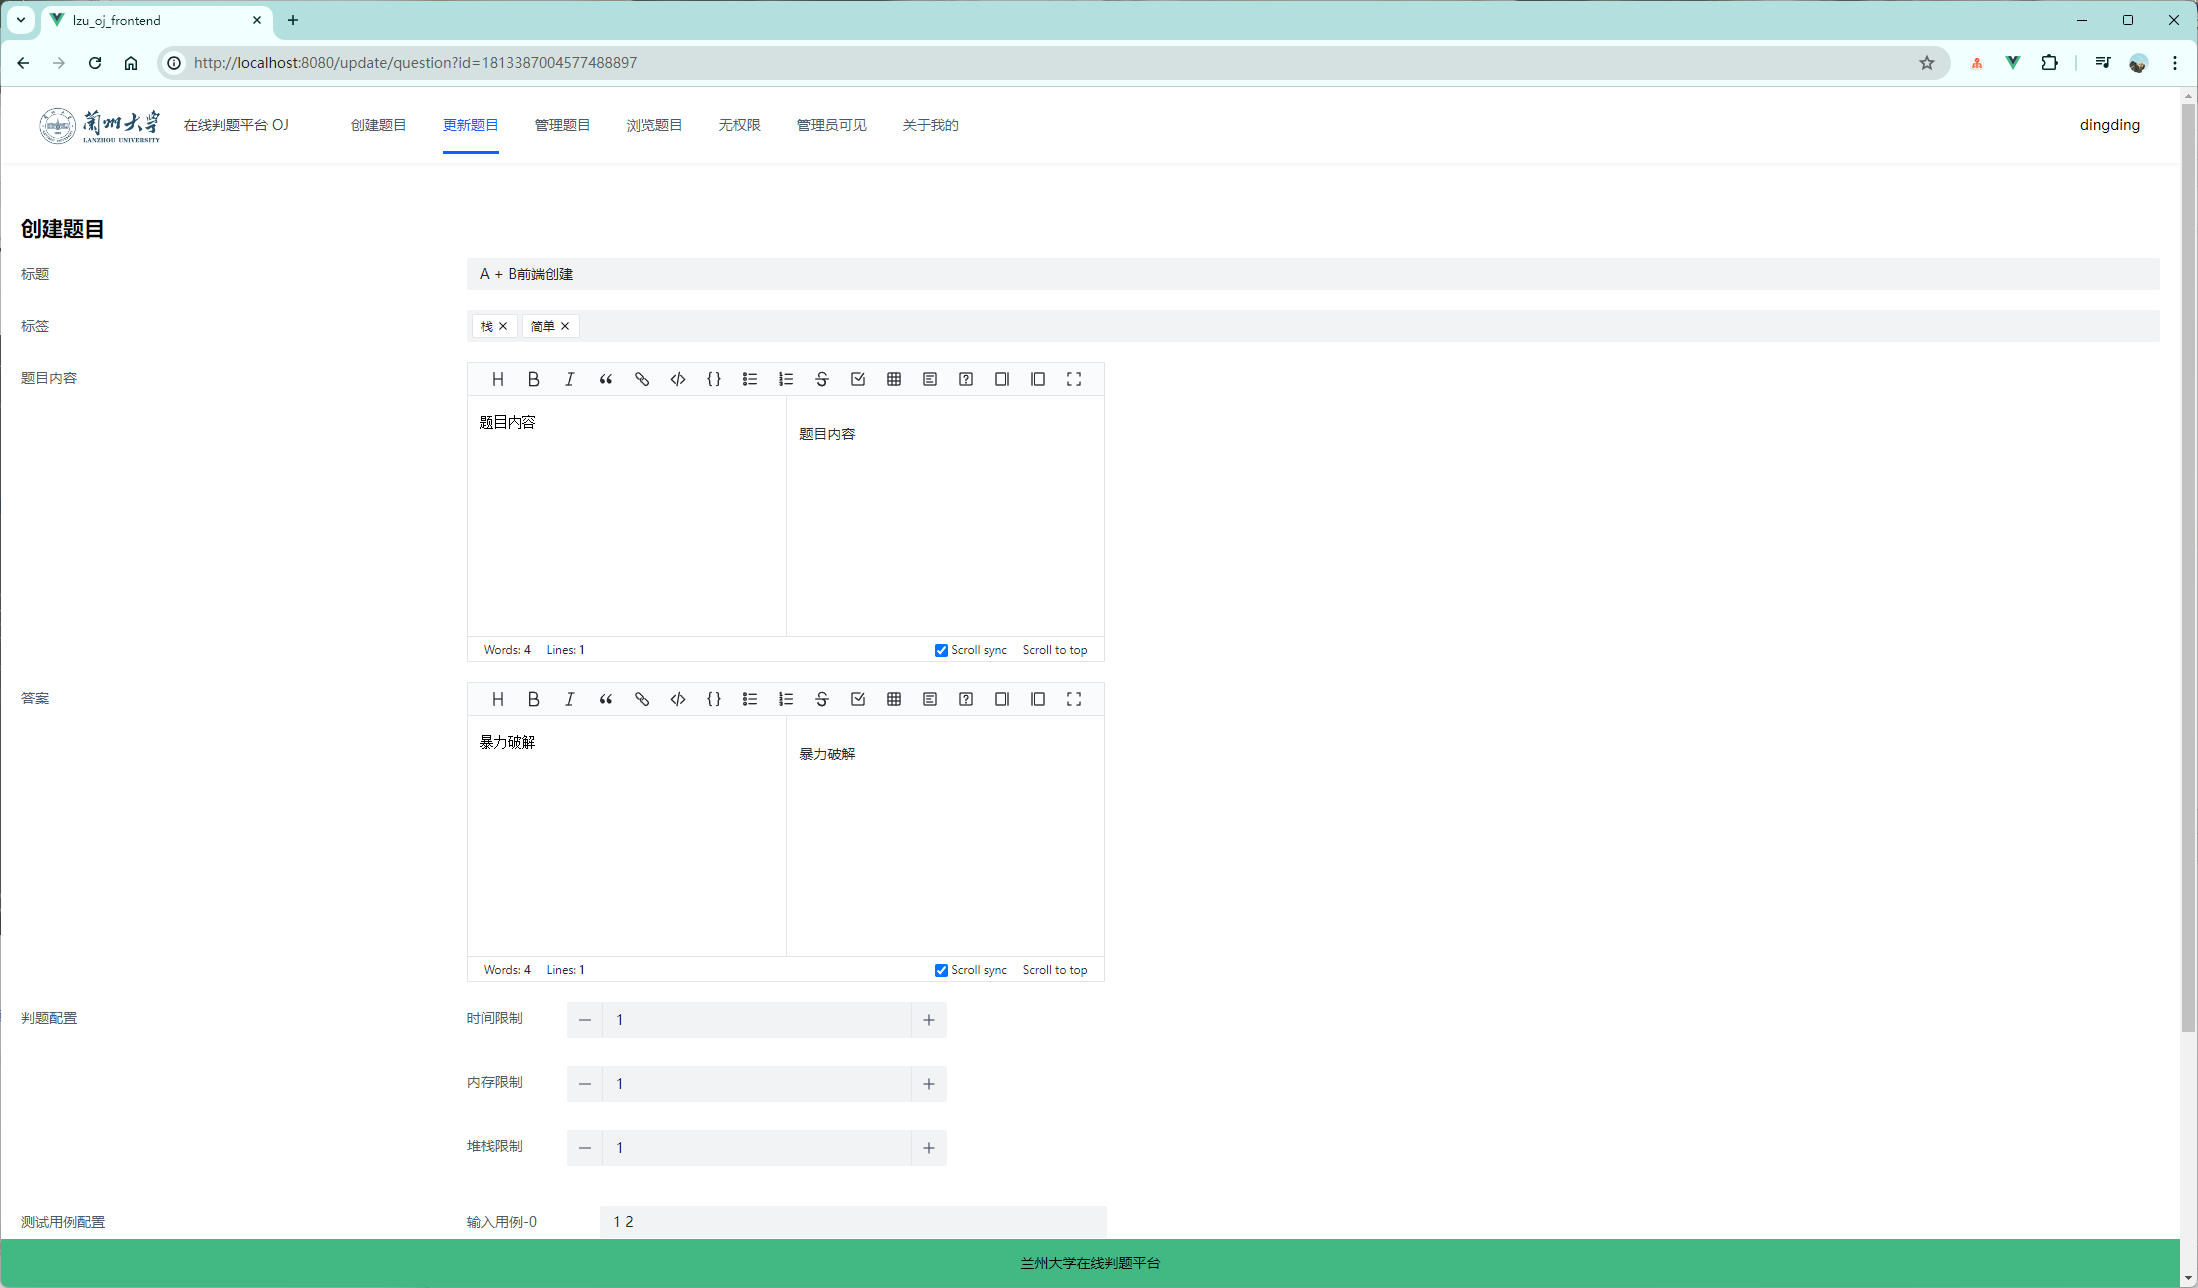 lzu_oj_frontend
http://localhost:8080/update/question?id=1813387004577488897
兰州大学
LANZHOU UNIVERSITY
在线判题平台 OJ
创建题目
更新题目
管理题目
浏览题目
无权限
管理员可见
关于我的
dingding
创建题目
标题
A + B前端创建
标签
栈
简单
题目内容
题目内容
题目内容
Words: 4 Lines: 1
Scroll sync Scroll to top
答案
暴力破解
暴力破解
Words: 4 Lines: 1
Scroll sync Scroll to top
判题配置
时间限制
1
内存限制
1
堆栈限制
1
测试用例配置
输入用例-0
1 2
兰州大学在线判题平台